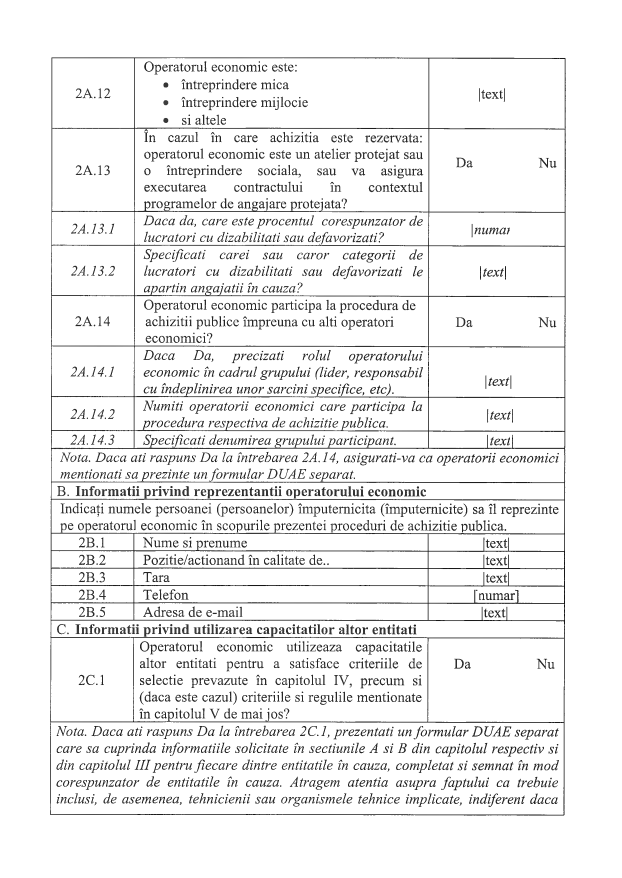 2A.12
Operatorul economic este:
• întreprindere mica
• întreprindere mijlocie
• si altele
|text|
2A.13
În cazul în care achizitia este rezervata:
operatorul economic este un atelier protejat sau
o întreprindere sociala, sau va asigura
executarea contractului în contextul
programelor de angajare protejata?
Da Nu
2A.13.1
Daca da, care este procentul corespunzator de
lucratori cu dizabilitati sau defavorizati?
|numar
2A.13.2
Specificati carei sau caror categorii de
lucratori cu dizabilitati sau defavorizati le
apartin angajatii în cauza?
|text|
2A.14
Operatorul economic participa la procedura de
achizitii publice împreuna cu alti operatori
economici?
Da Nu
2A.14.1
Daca Da, precizati rolul operatorului
economic în cadrul grupului (lider, responsabil
cu îndeplinirea unor sarcini specifice, etc).
|text|
2A.14.2
Numiti operatorii economici care participa la
procedura respectiva de achizitie publica.
|text|
2A.14.3 Specificati denumirea grupului participant. |text|
Nota. Daca ati raspuns Da la întrebarea 2A.14, asigurati-va ca operatorii economici
mentionati sa prezinte un formular DUAE separat.
B. Informatii privind reprezentantii operatorului economic
Indicați numele persoanei (persoanelor) împuternicita (împuternicite) sa îl reprezinte
pe operatorul economic în scopurile prezentei proceduri de achizitie publica.
2B.1 Nume si prenume |text|
2B.2 Pozitie/actionand în calitate de.. |text|
2B.3 Tara |text|
2B.4 Telefon [numar]
2B.5 Adresa de e-mail |text|
C. Informatii privind utilizarea capacitatilor altor entitati
2C.1
Operatorul economic utilizeaza capacitatile
altor entitati pentru a satisface criteriile de
selectie prevazute în capitolul IV, precum si
(daca este cazul) criteriile si regulile mentionate
în capitolul V de mai jos?
Da Nu
Nota. Daca ati raspuns Da la întrebarea 2C.1, prezentati un formular DUAE separat
care sa cuprinda informatiile solicitate în sectiunile A si B din capitolul respectiv si
din capitolul III pentru fiecare dintre entitatile în cauza, completat si semnat în mod
corespunzator de entitatile în cauza. Atragem atentia asupra faptului ca trebuie
inclusi, de asemenea, tehnicienii sau organismele tehnice implicate, indiferent daca